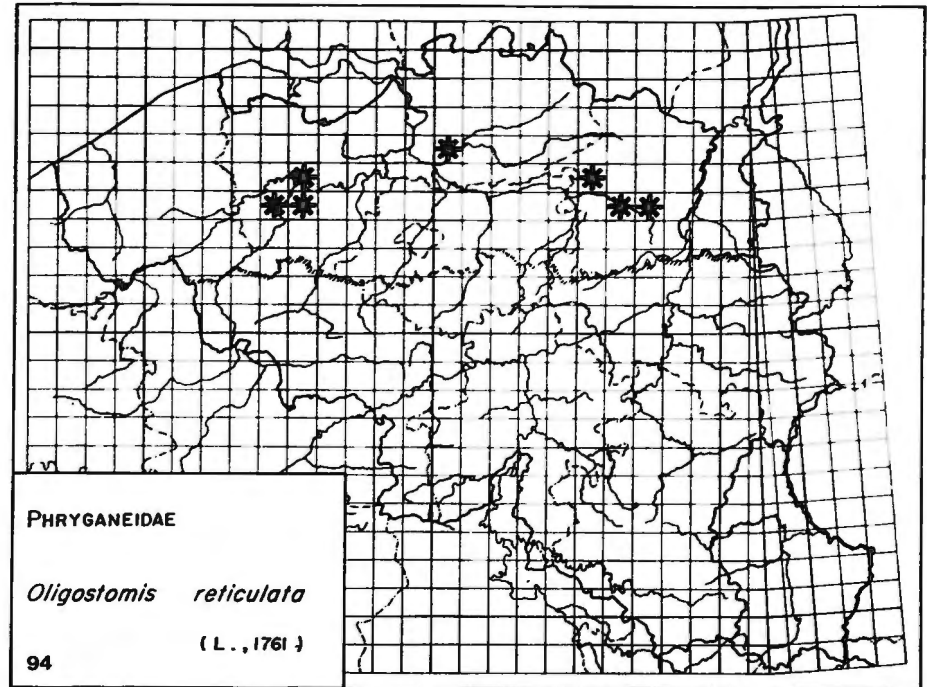 PHRYGANEIDAE
Oligostomis reticulata
(L., 1761)
94